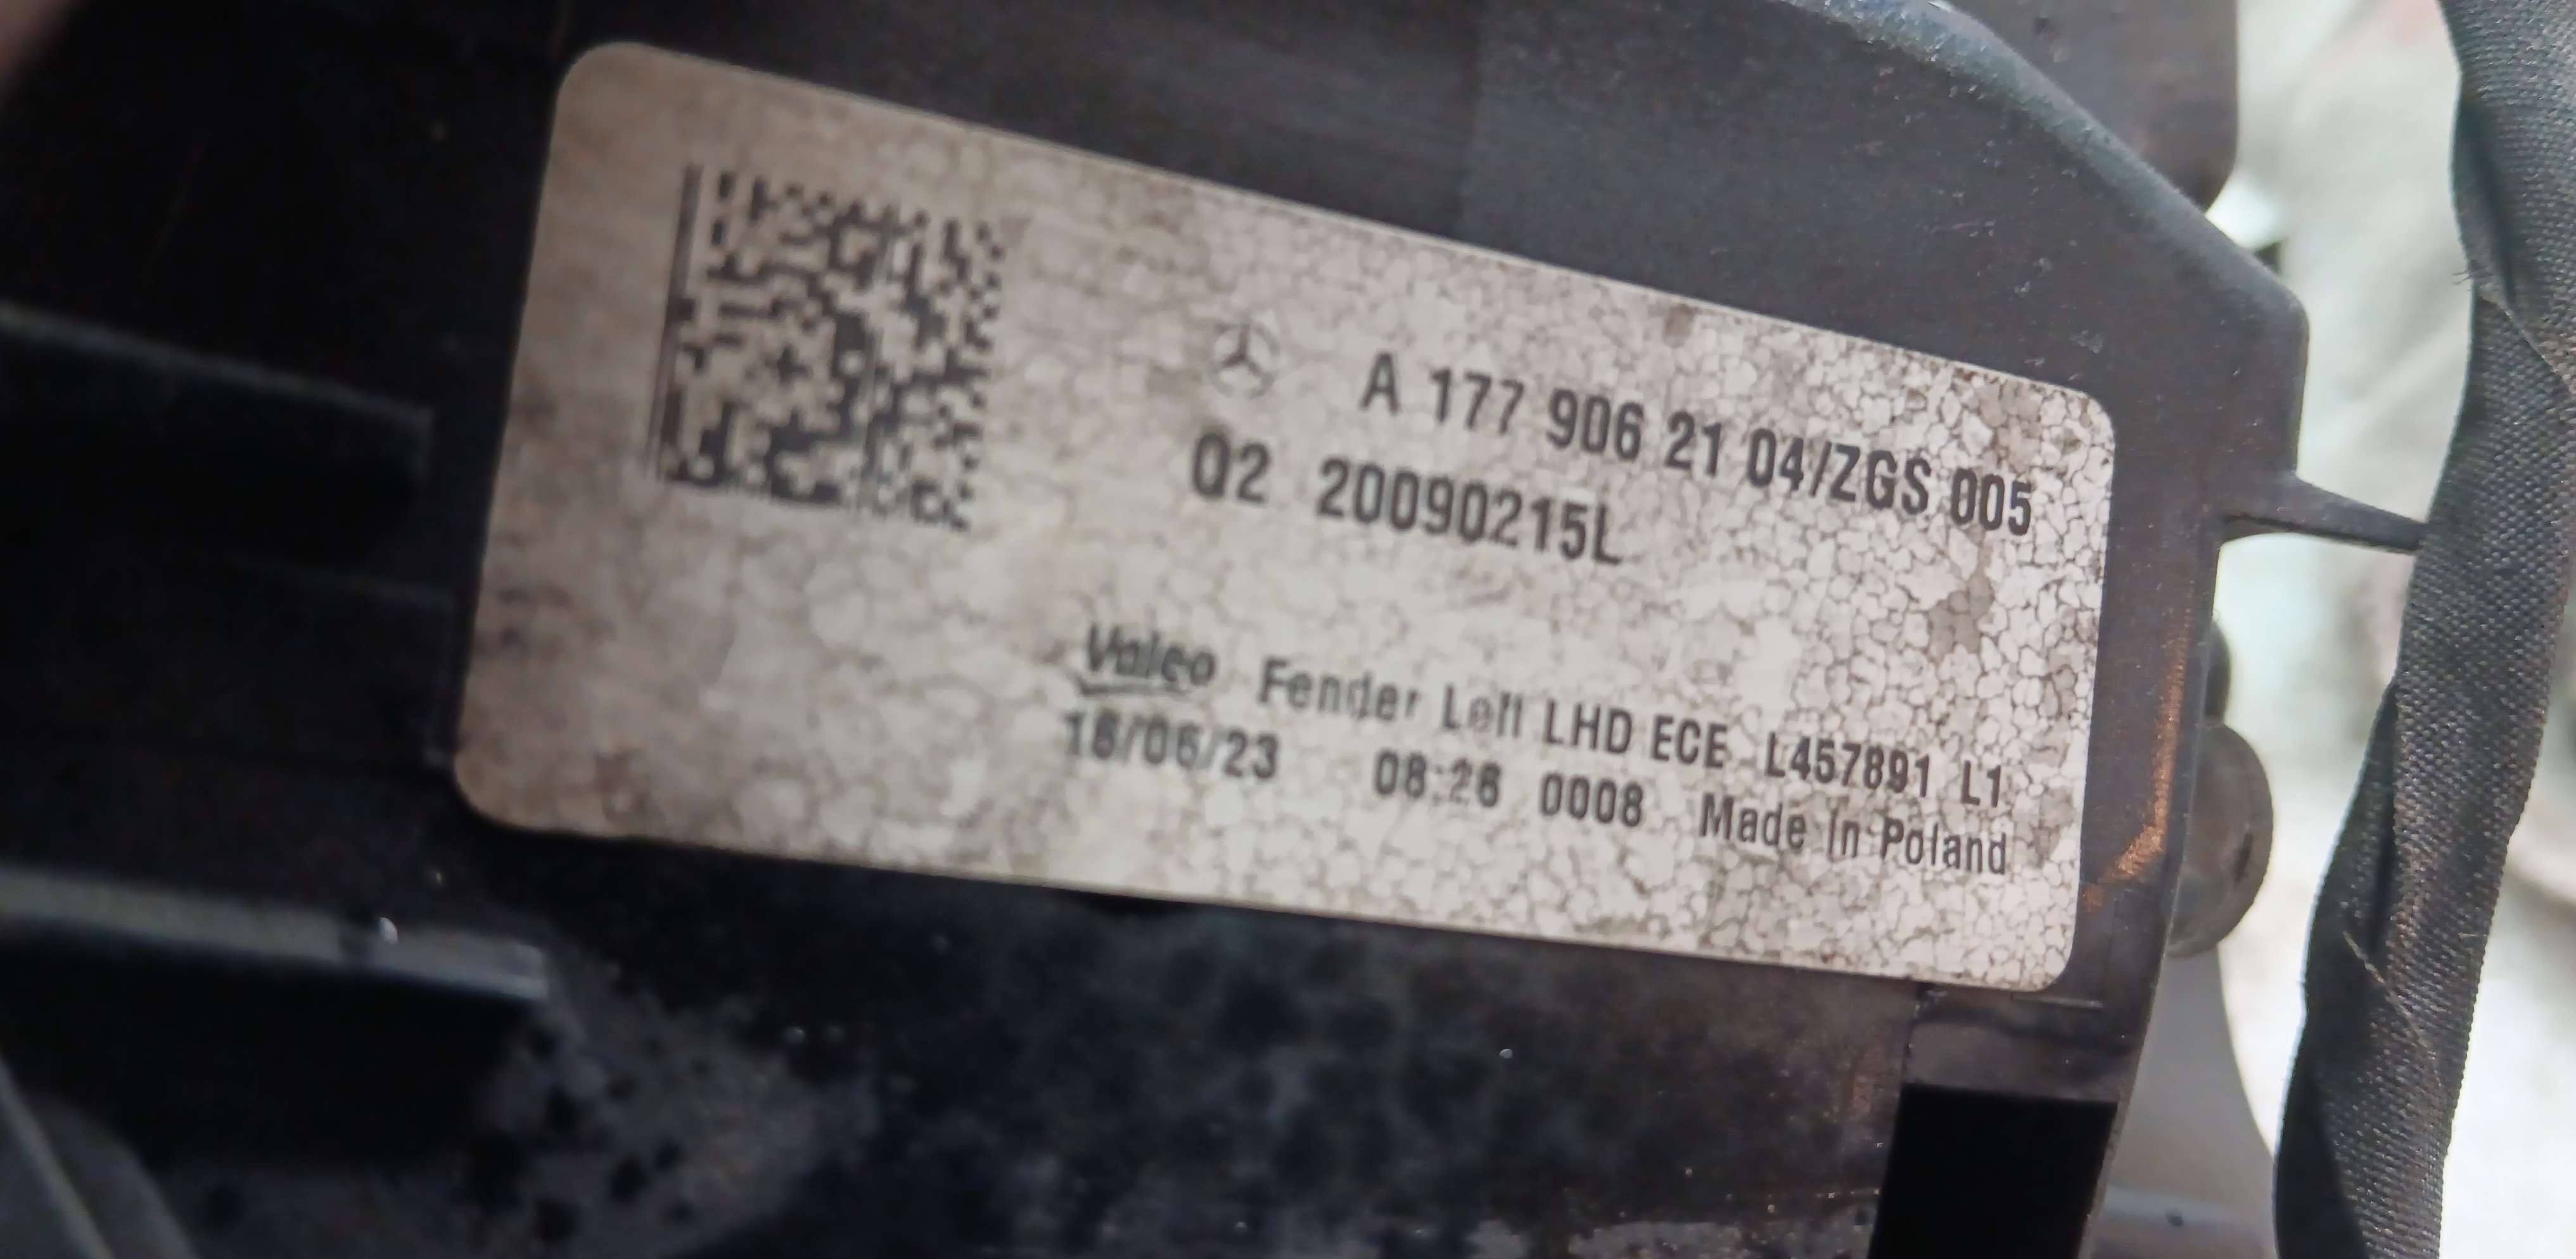 A 177 906 21 04/ZGS 005
Q2 20090215L
Valeo Fender Left LHD ECE L457891 L1
16/06/23 08:26 0008 Made in Poland